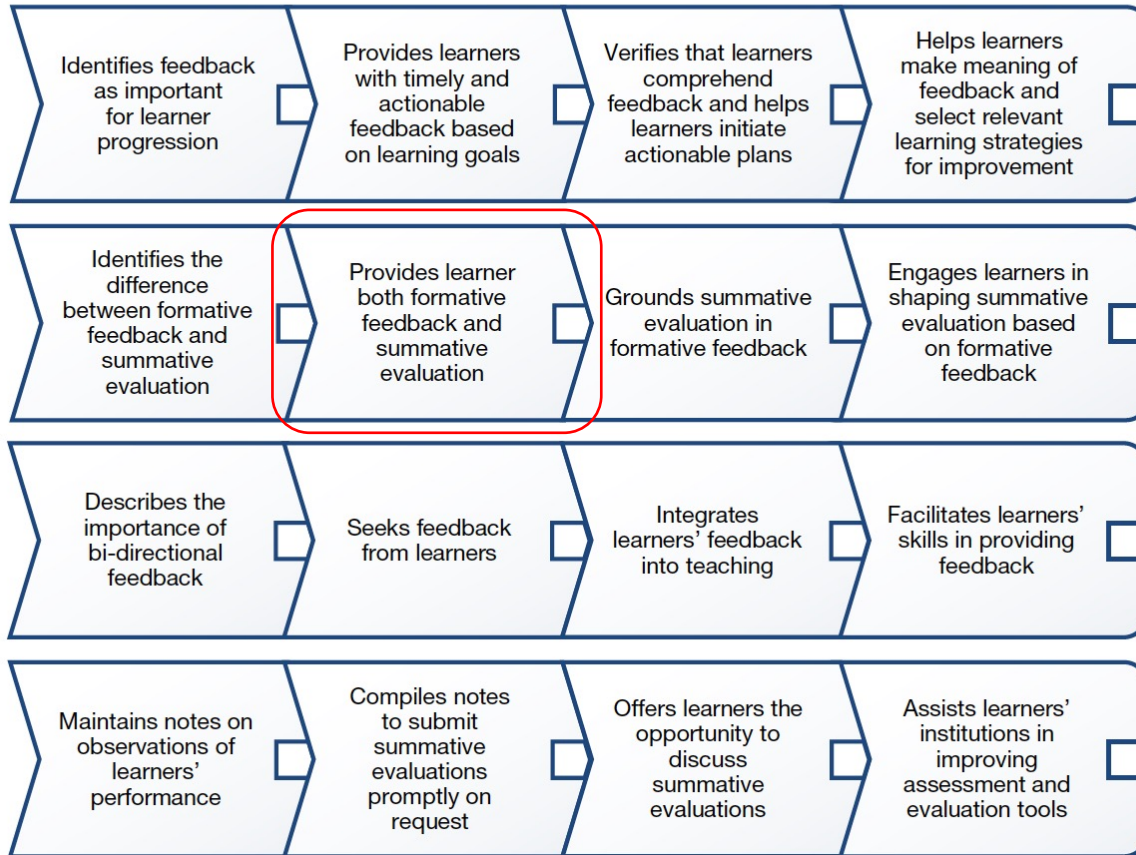 Identifies feedback
as important
for learner
progression
Provides learners
with timely and
actionable
feedback based
on learning goals
Verifies that learners
comprehend
feedback and helps
learners initiate
actionable plans
Helps learners
make meaning of
feedback and
select relevant
learning strategies
for improvement
Identifies the
difference
between formative
feedback and
summative
evaluation
Provides learner
both formative
feedback and
summative
evaluation
Grounds summative
evaluation in
formative feedback
Engages learners in
shaping summative
evaluation based
on formative
feedback
Describes the
importance of
bi-directional
feedback
Seeks feedback
from learners
Integrates
learners’ feedback
into teaching
Facilitates learners’
skills in providing
feedback
Maintains notes on
observations of
learners’
performance
Compiles notes
to submit
summative
evaluations
promptly on
request
Offers learners the
opportunity to
discuss
summative
evaluations
Assists learners’
institutions in
improving
assessment and
evaluation tools